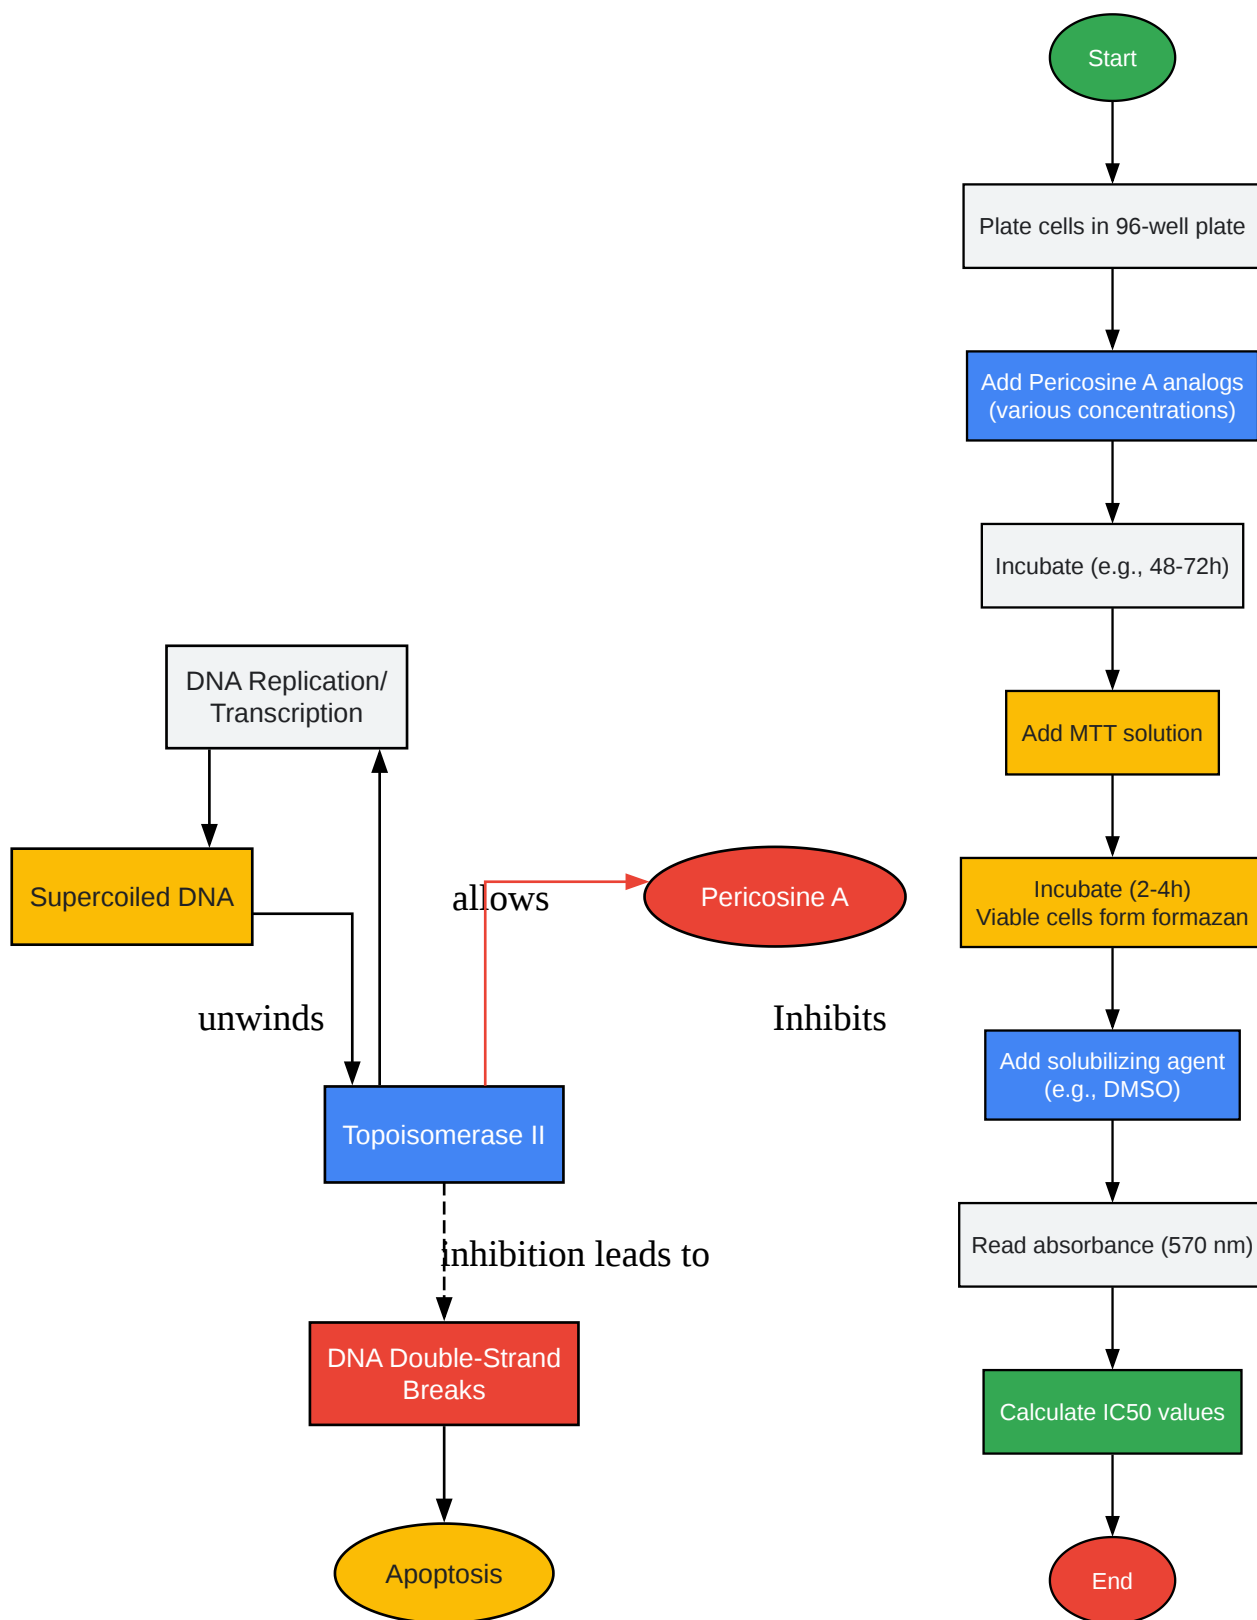 DNA Replication/
Transcription
Supercoiled DNA
allows
Pericosine A
unwinds
Inhibits
Topoisomerase II
inhibition leads to
DNA Double-Strand
Breaks
Apoptosis
Start
Plate cells in 96-well plate
Add Pericosine A analogs
(various concentrations)
Incubate (e.g., 48-72h)
Add MTT solution
Incubate (2-4h)
Viable cells form formazan
Add solubilizing agent
(e.g., DMSO)
Read absorbance (570 nm)
Calculate IC50 values
End